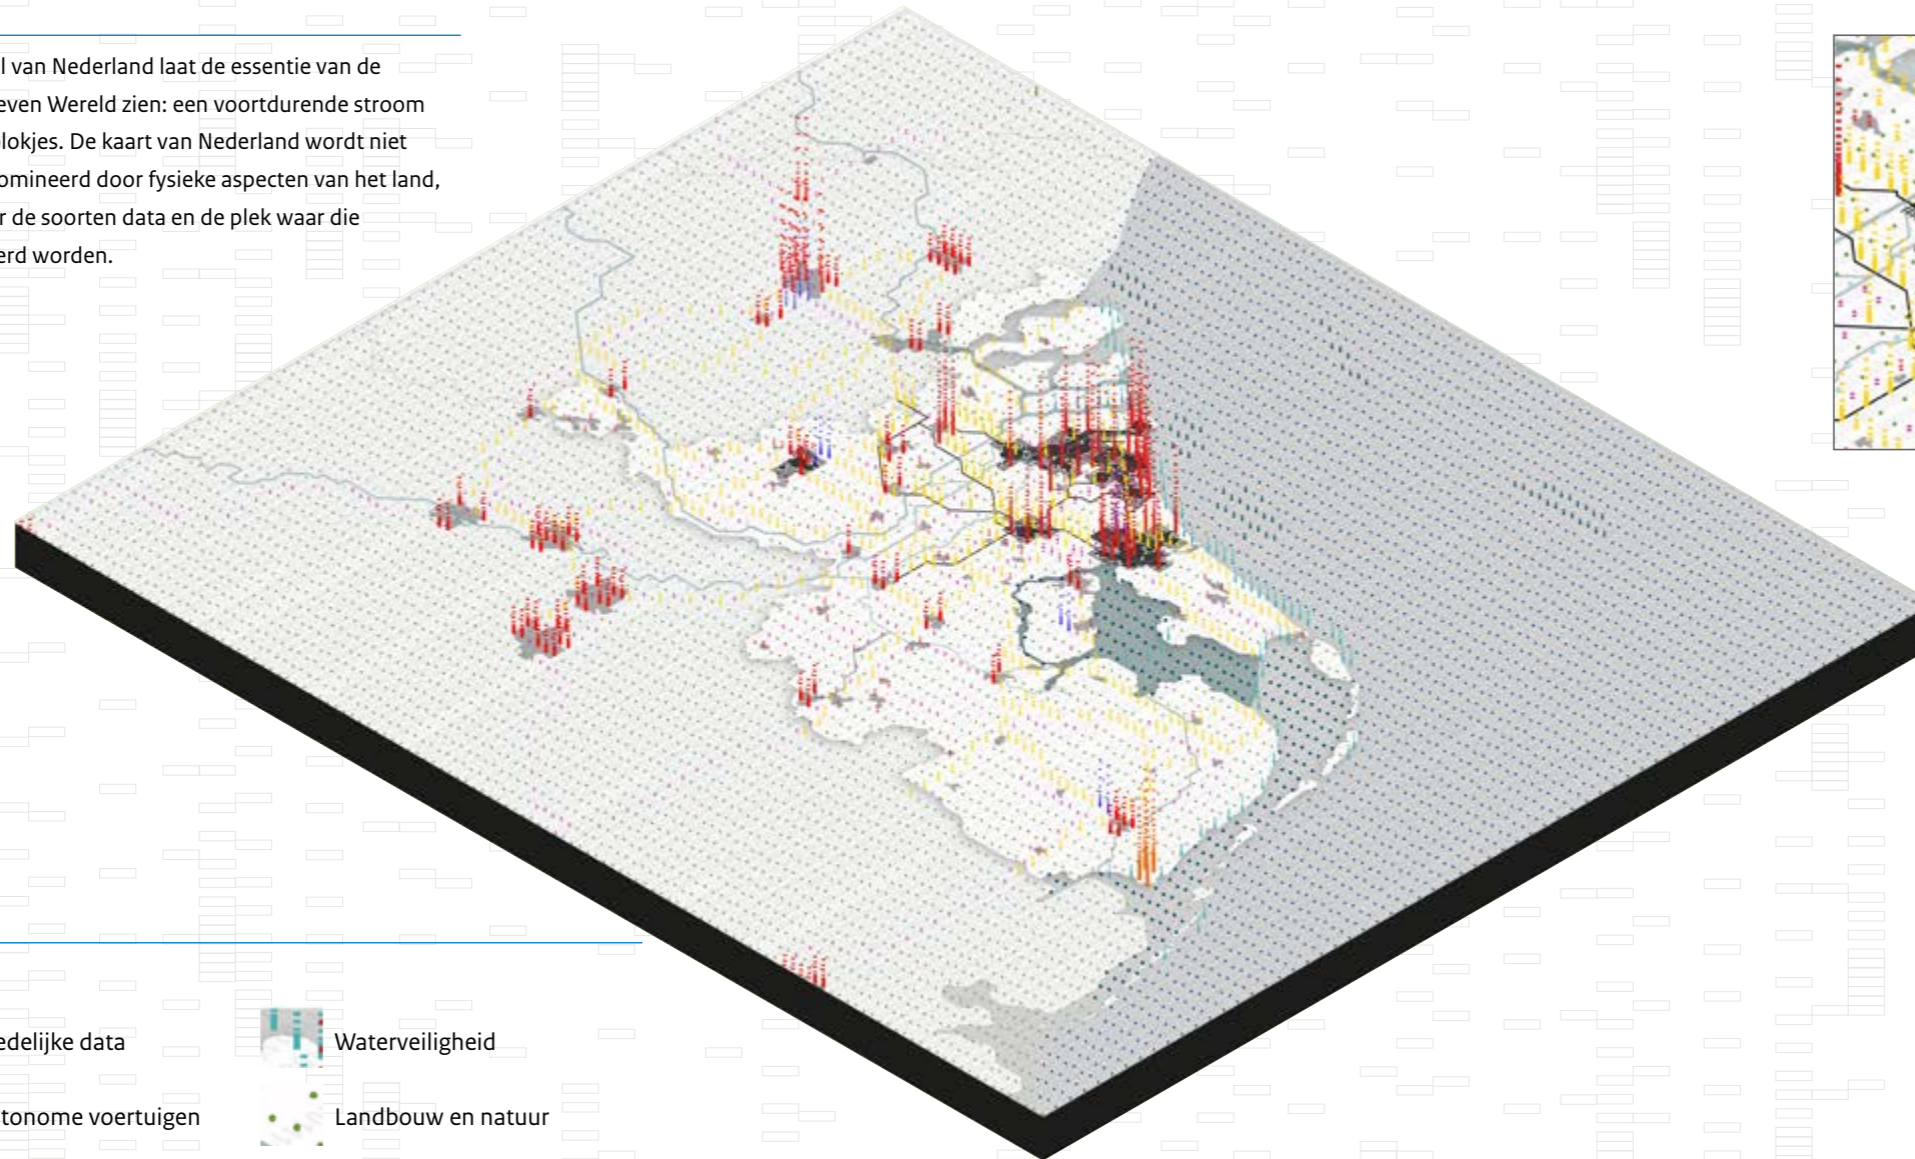 l van Nederland laat de essentie van de
even Wereld zien: een voortdurende stroom
lokjes. De kaart van Nederland wordt niet
omineerd door fysieke aspecten van het land,
r de soorten data en de plek waar die
erd worden.
edelijke data
Waterveiligheid
tonome voertuigen
Landbouw en natuur